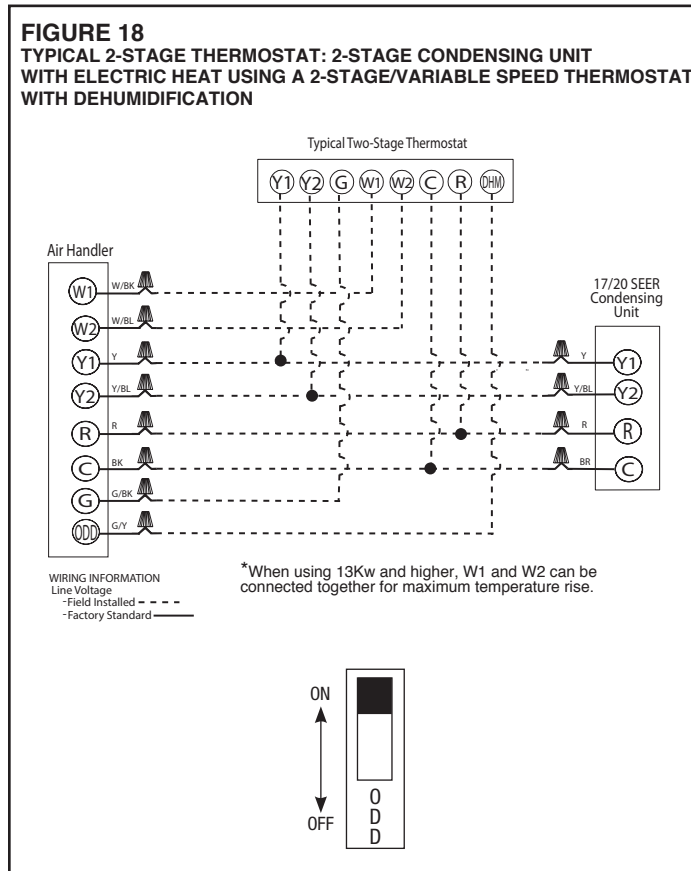 FIGURE 18
TYPICAL 2-STAGE THERMOSTAT: 2-STAGE CONDENSING UNIT
WITH ELECTRIC HEAT USING A 2-STAGE/VARIABLE SPEED THERMOSTAT
WITH DEHUMIDIFICATION
Typical Two-Stage Thermostat
Y1 Y2 G W1 W2 C R DHM
Air Handler
17/20 SEER
Condensing
Unit
W1 W/BK
W2 W/BL
Y1 Y Y Y1
Y2 Y/BL Y/BL Y2
R R R R
C BK BR C
G G/BK
ODD G/Y
WIRING INFORMATION
Line Voltage
-Field Installed
-Factory Standard
*When using 13Kw and higher, W1 and W2 can be
connected together for maximum temperature rise.
ON
OFF
O
D
D